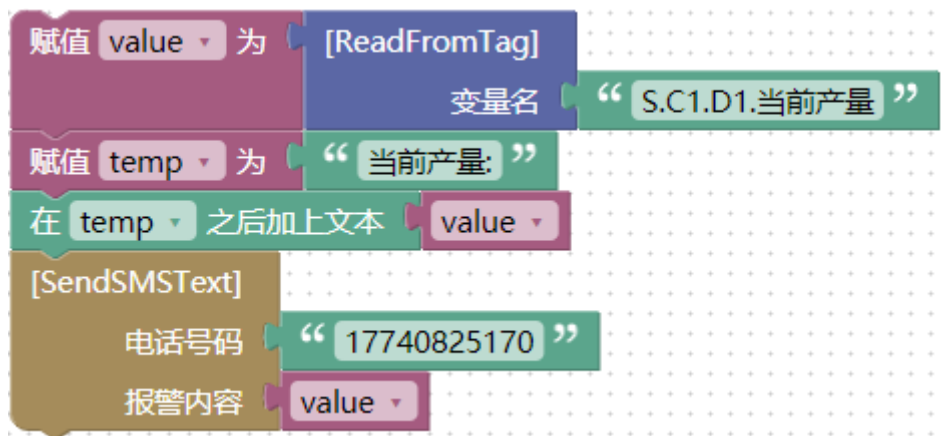 赋值 value 为 [ReadFromTag]
变量名 “ S.C1.D1.当前产量 ”
赋值 temp 为 “ 当前产量: ”
在 temp 之后加上文本 value
[SendSMSText]
电话号码 “ 17740825170 ”
报警内容 value